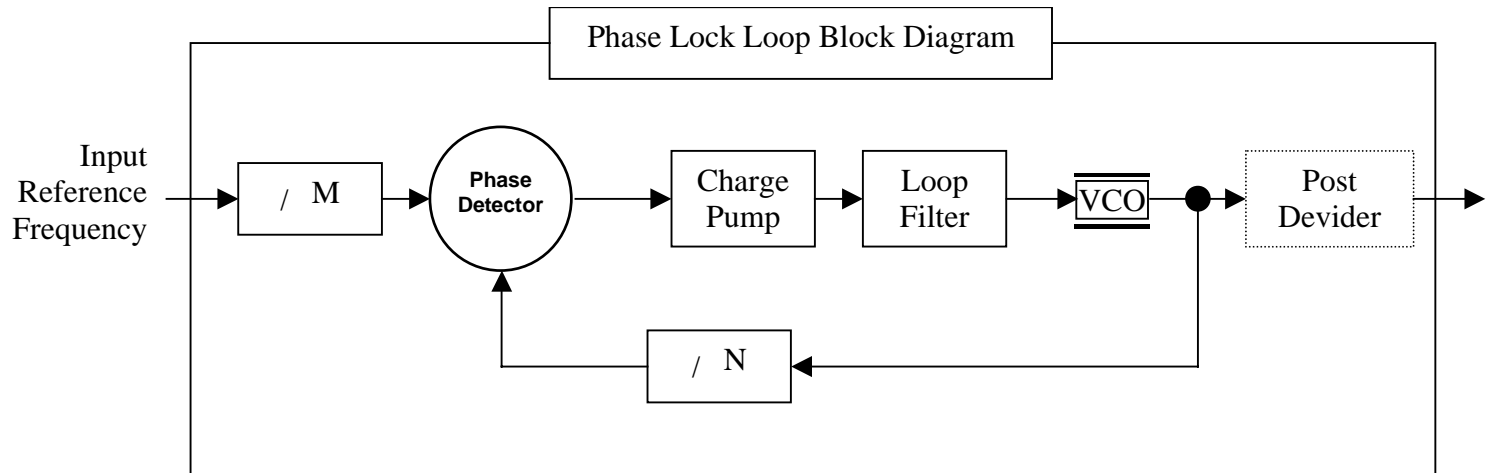 Phase Lock Loop Block Diagram
Input
Reference
Frequency
/ M
Phase
Detector
Charge
Pump
Loop
Filter
VCO
Post
Devider
/ N